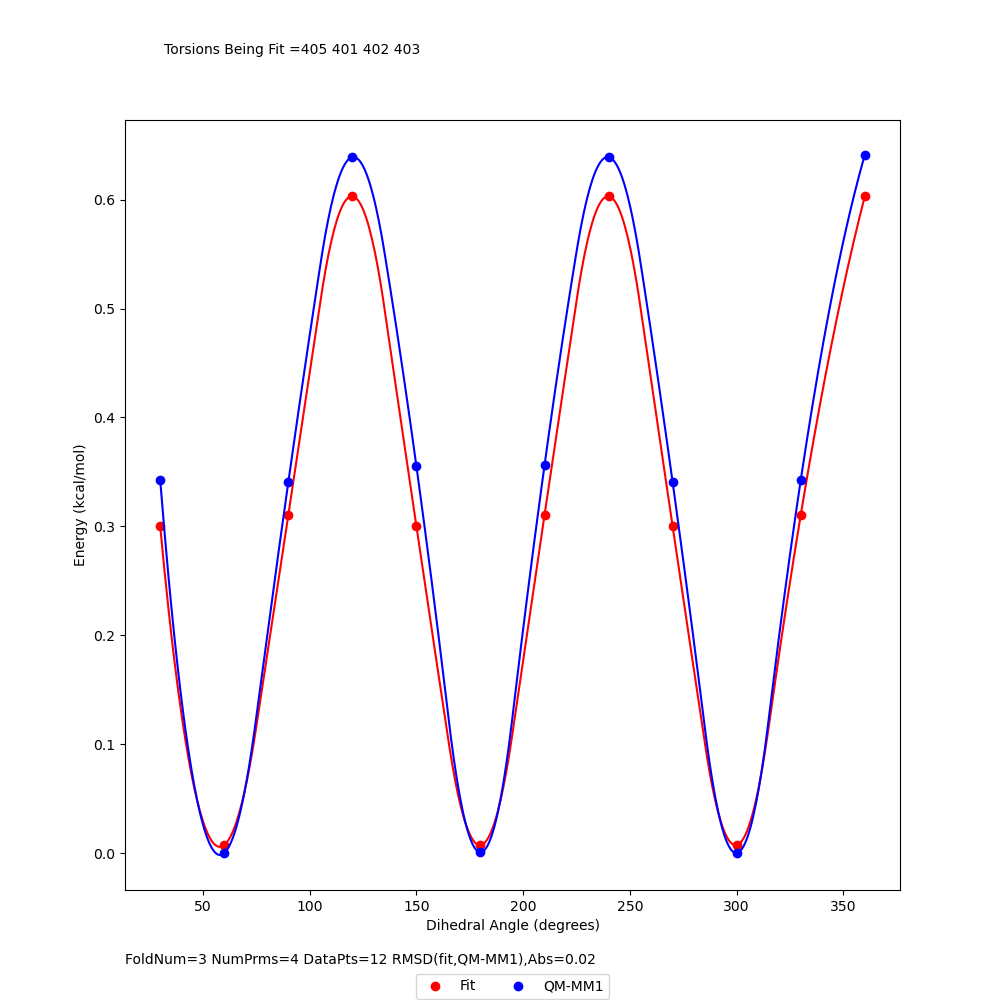 Torsions Being Fit =405 401 402 403
0.6
0.5
0.4
0.3
0.2
0.1
0.0
Energy (kcal/mol)
50 100 150 200 250 300 350
Dihedral Angle (degrees)
FoldNum=3 NumPrms=4 DataPts=12 RMSD(fit,QM-MM1),Abs=0.02
Fit QM-MM1